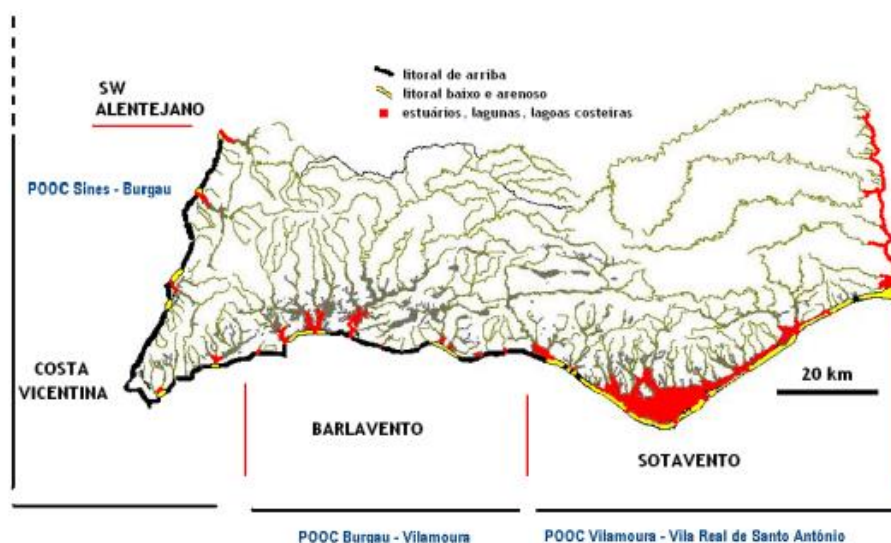 SW
ALENTEJANO
litoral de arriba
litoral baixo e arenoso
estuários, lagunas, lagoas costeiras
POOC Sines - Burgau
COSTA
VICENTINA
20 km
BARLAVENTO
SOTAVENTO
POOC Burgau - Vilamoura
POOC Vilamoura - Vila Real de Santo António